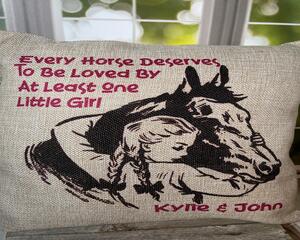 Every Horse Deserves
To Be Loved By
At Least One
Little Girl
Kylie & John